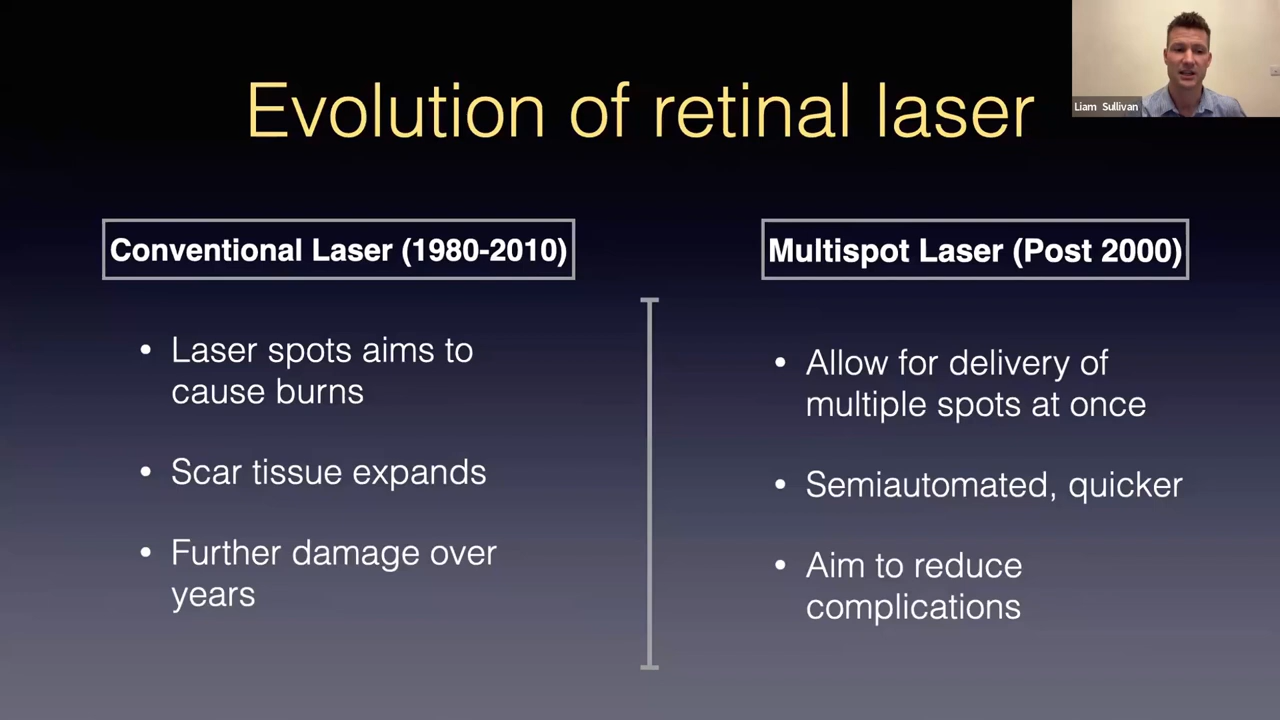 Evolution of retinal laser
Liam Sullivan
Conventional Laser (1980-2010)
• Laser spots aims to
cause burns
• Scar tissue expands
• Further damage over
years
Multispot Laser (Post 2000)
• Allow for delivery of
multiple spots at once
• Semiautomated, quicker
• Aim to reduce
complications